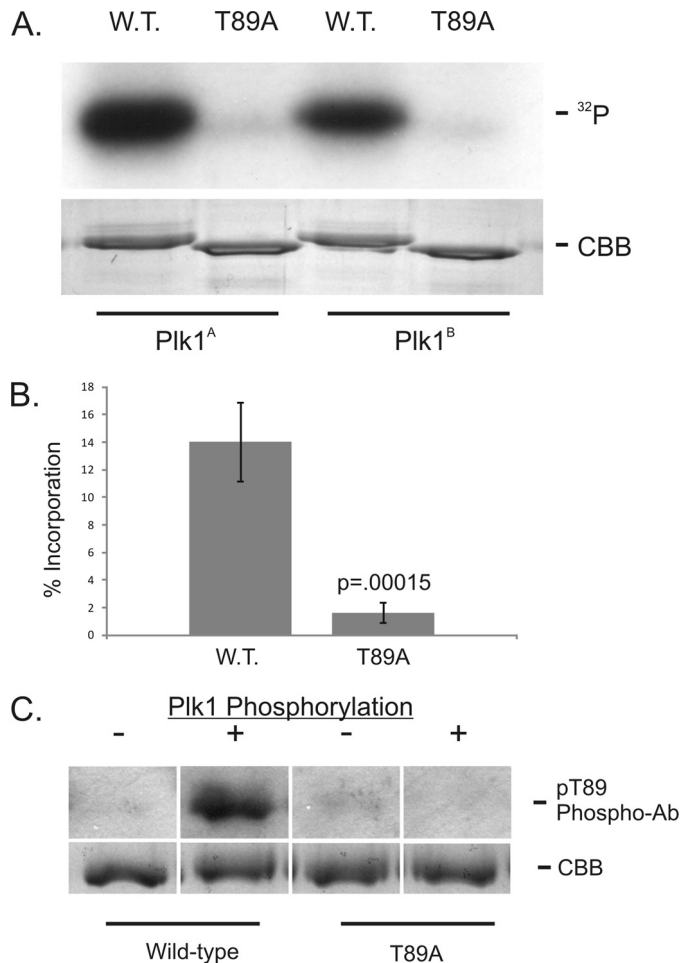 A.
W.T. T89A W.T. T89A
- ³²P
- CBB
Plk1ᴬ Plk1ᴮ
B.
% Incorporation
18
16
14
12
10
8
6
4
2
0
p=.00015
W.T. T89A
C.
Plk1 Phosphorylation
- + - +
- pT89
Phospho-Ab
- CBB
Wild-type T89A